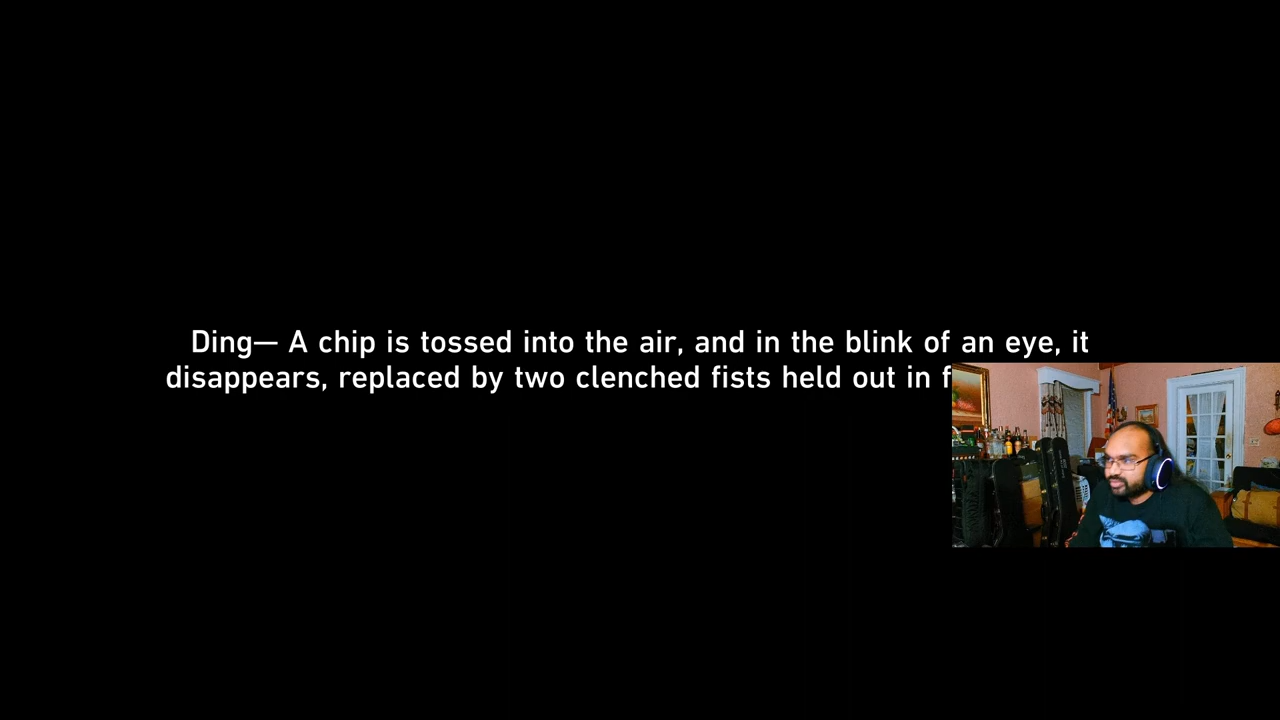 Ding— A chip is tossed into the air, and in the blink of an eye, it
disappears, replaced by two clenched fists held out in